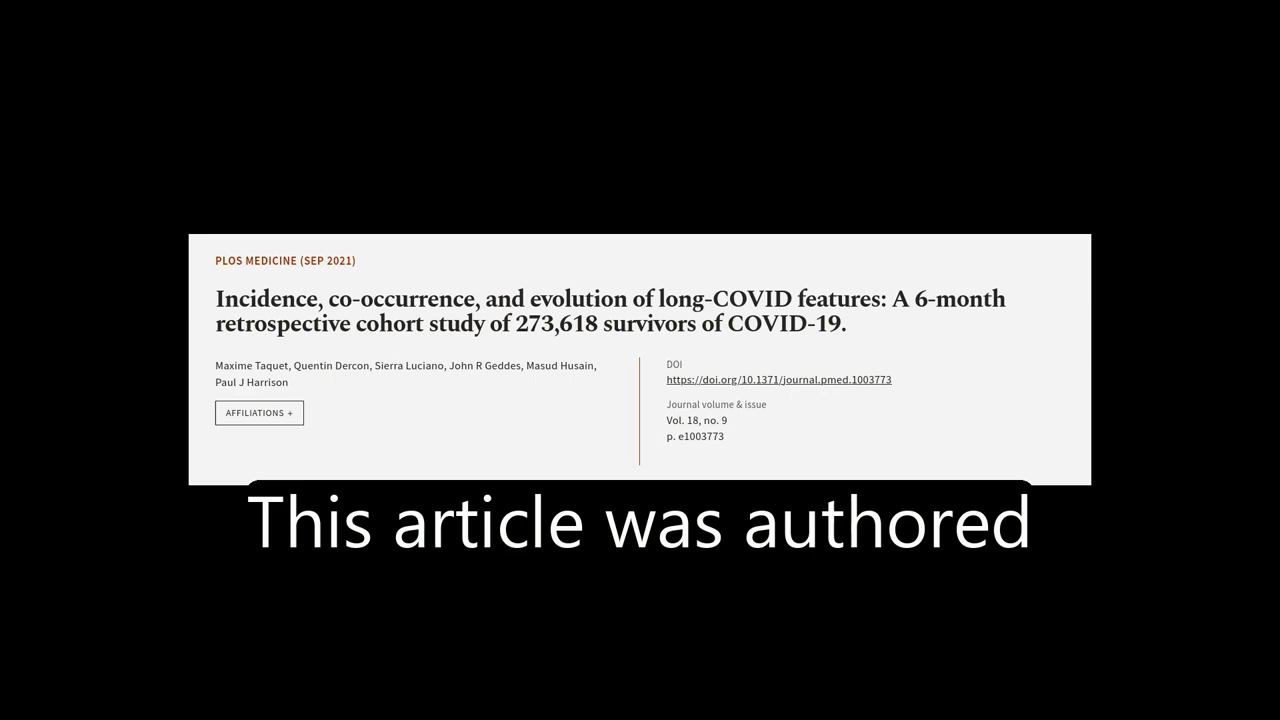 PLOS MEDICINE (SEP 2021)
Incidence, co-occurrence, and evolution of long-COVID features: A 6-month
retrospective cohort study of 273,618 survivors of COVID-19.
Maxime Taquet, Quentin Dercon, Sierra Luciano, John R Geddes, Masud Husain,
Paul J Harrison
AFFILIATIONS +
DOI
https://doi.org/10.1371/journal.pmed.1003773
Journal volume & issue
Vol. 18, no. 9
p. e1003773
This article was authored